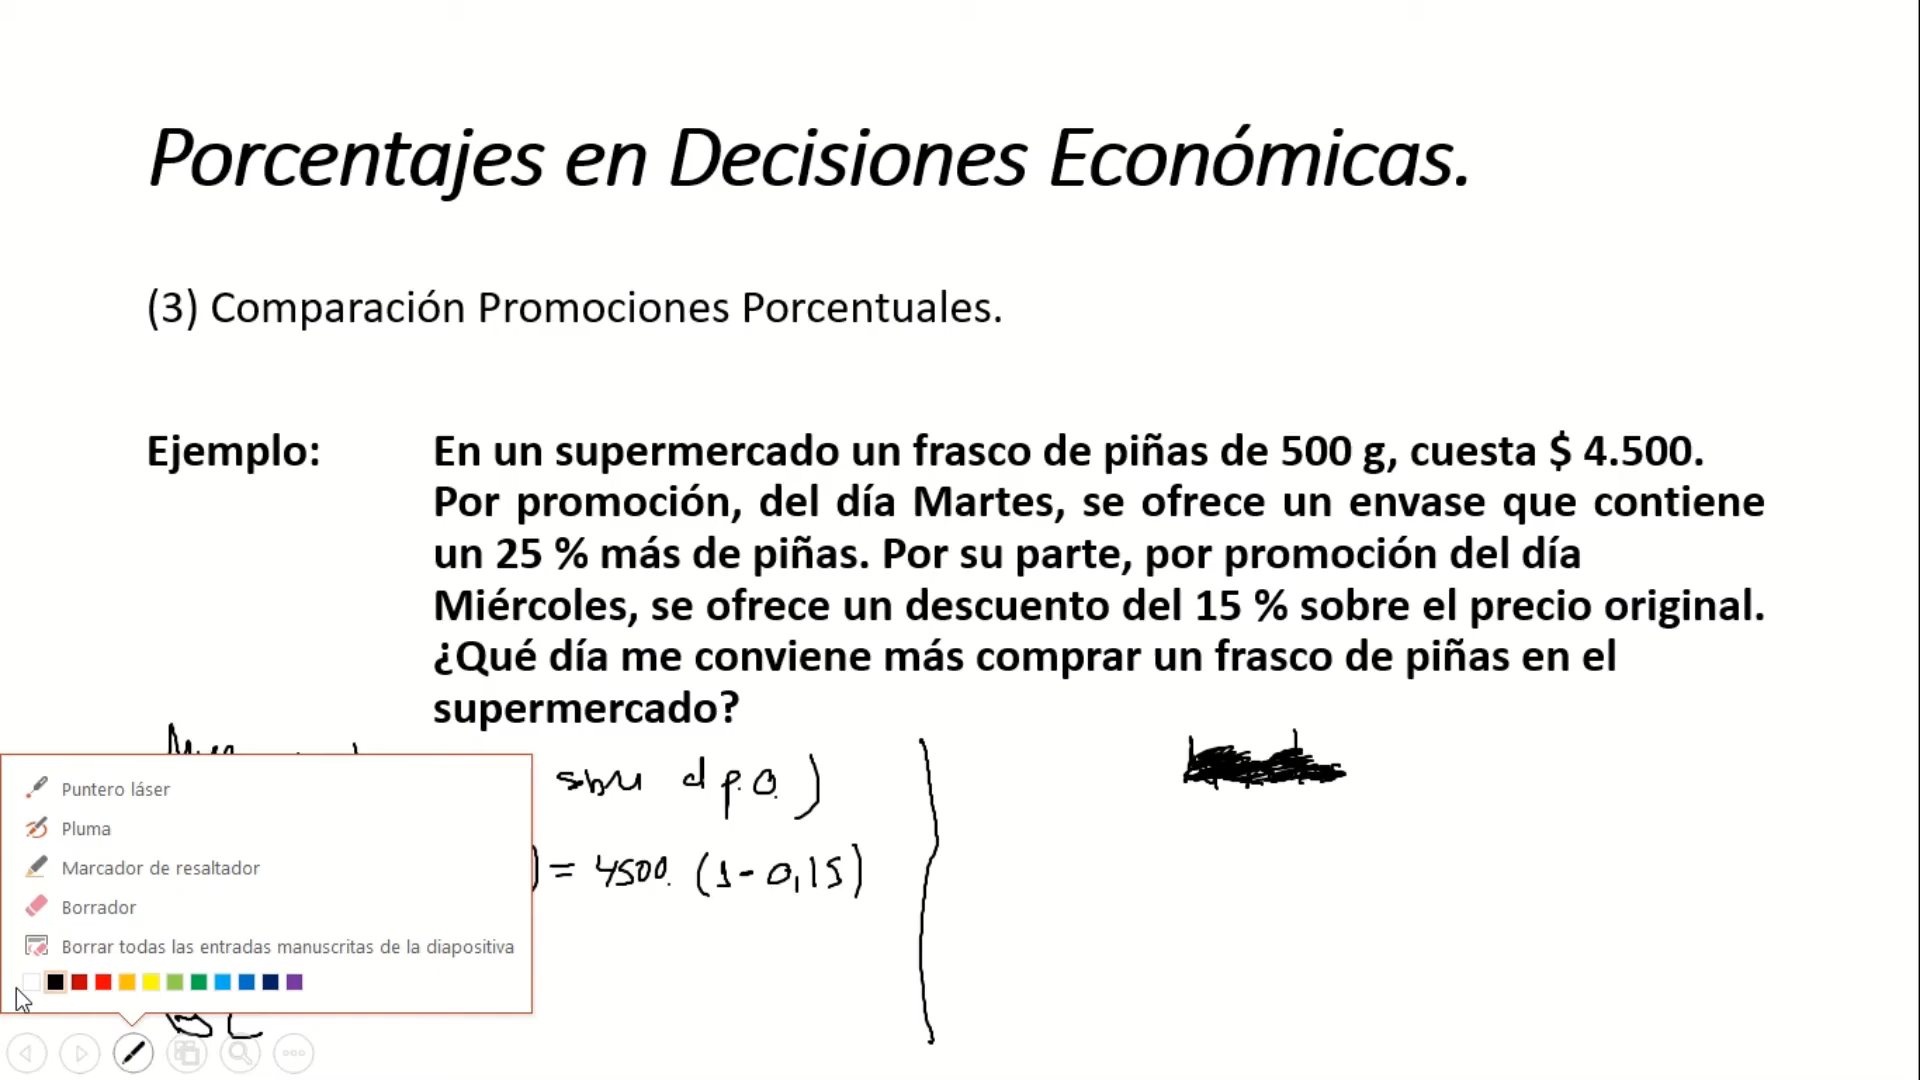 Porcentajes en Decisiones Económicas.
(3) Comparación Promociones Porcentuales.
Ejemplo: En un supermercado un frasco de piñas de 500 g, cuesta $ 4.500.
Por promoción, del día Martes, se ofrece un envase que contiene
un 25 % más de piñas. Por su parte, por promoción del día
Miércoles, se ofrece un descuento del 15 % sobre el precio original.
¿Qué día me conviene más comprar un frasco de piñas en el
supermercado?
p.o. )
) = 4500. (1-0,15)
Puntero láser
Pluma
Marcador de resaltador
Borrador
Borrar todas las entradas manuscritas de la diapositiva